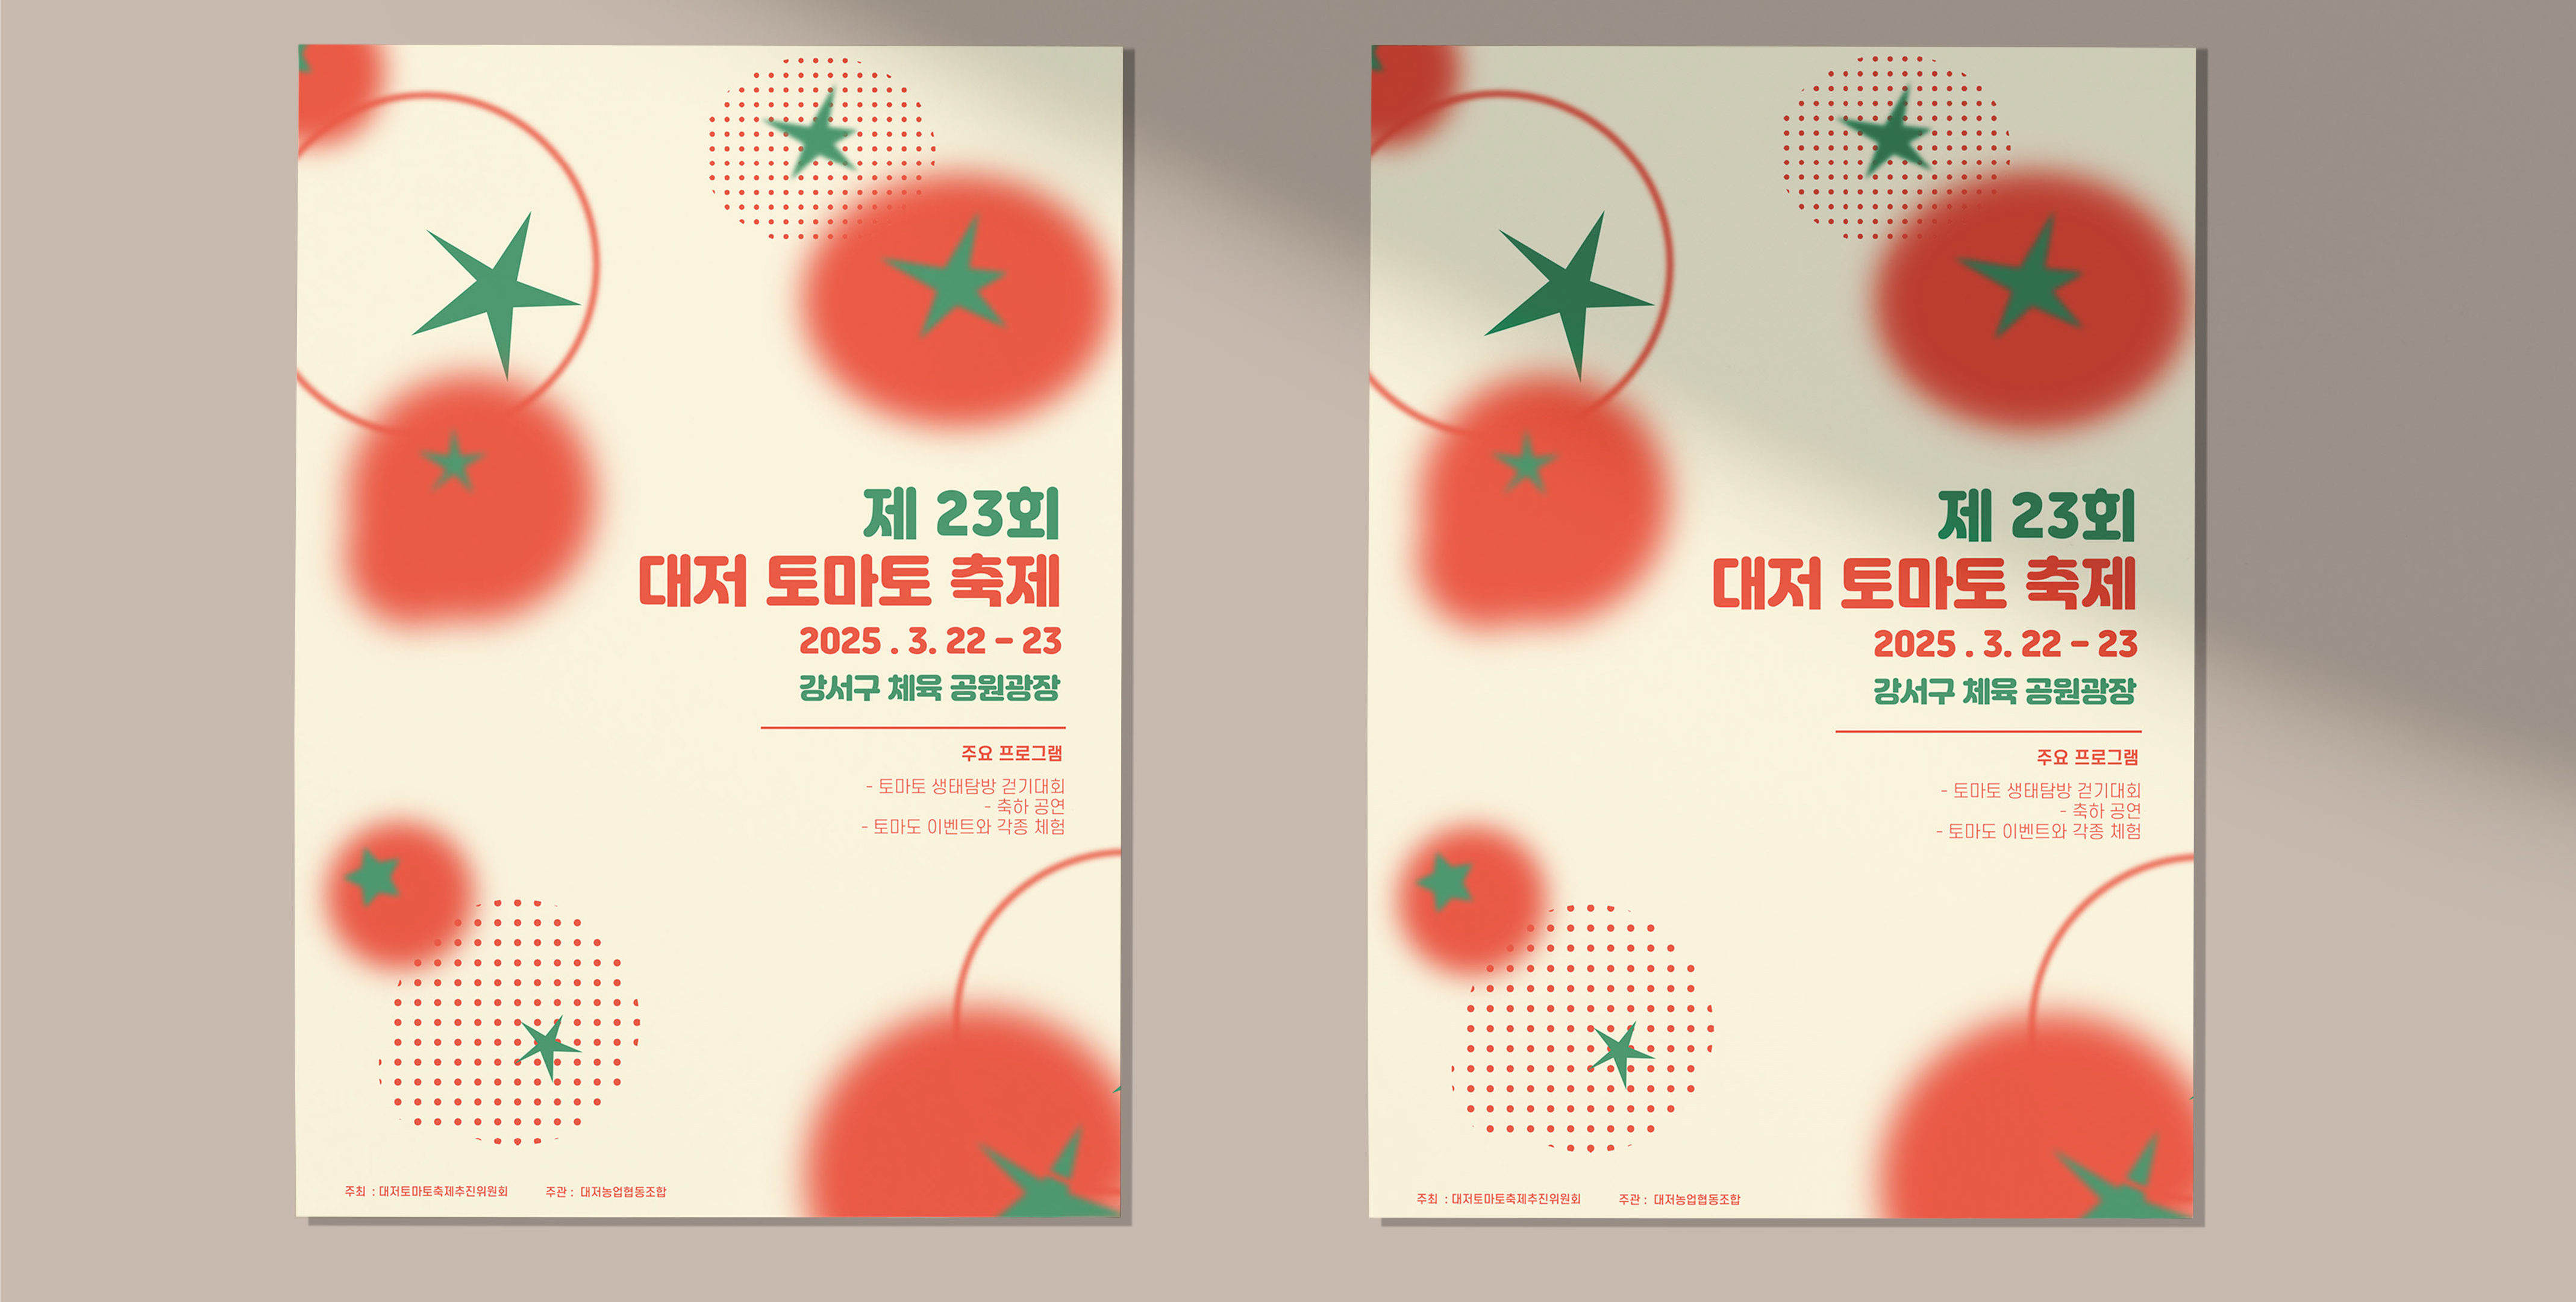 제 23회
대저 토마토 축제
2025 . 3. 22 – 23
강서구 체육 공원광장
주요 프로그램
- 토마토 생태탐방 걷기대회
- 축하 공연
- 토마도 이벤트와 각종 체험
주최 : 대저토마토축제추진위원회 주관 : 대저농업협동조합
제 23회
대저 토마토 축제
2025 . 3. 22 – 23
강서구 체육 공원광장
주요 프로그램
- 토마토 생태탐방 걷기대회
- 축하 공연
- 토마도 이벤트와 각종 체험
주최 : 대저토마토축제추진위원회 주관 : 대저농업협동조합